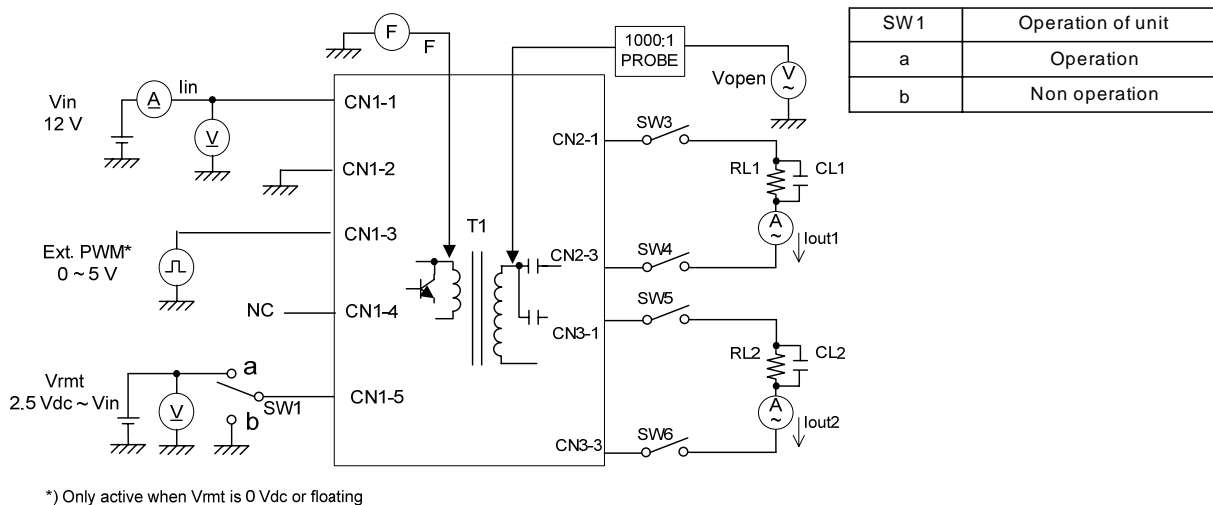 F
F
1000:1
PROBE
Vopen
V
~
SW1 Operation of unit
a Operation
b Non operation
Vin
12 V
A
Iin
V
CN1-1
CN1-2
Ext. PWM*
0 ~ 5 V
CN1-3
NC
CN1-4
Vrmt
2.5 Vdc ~ Vin
V
a
b
SW1
CN1-5
T1
CN2-1
SW3
RL1
CL1
A
~
Iout1
CN2-3
SW4
CN3-1
SW5
RL2
CL2
A
~
Iout2
CN3-3
SW6
*) Only active when Vrmt is 0 Vdc or floating